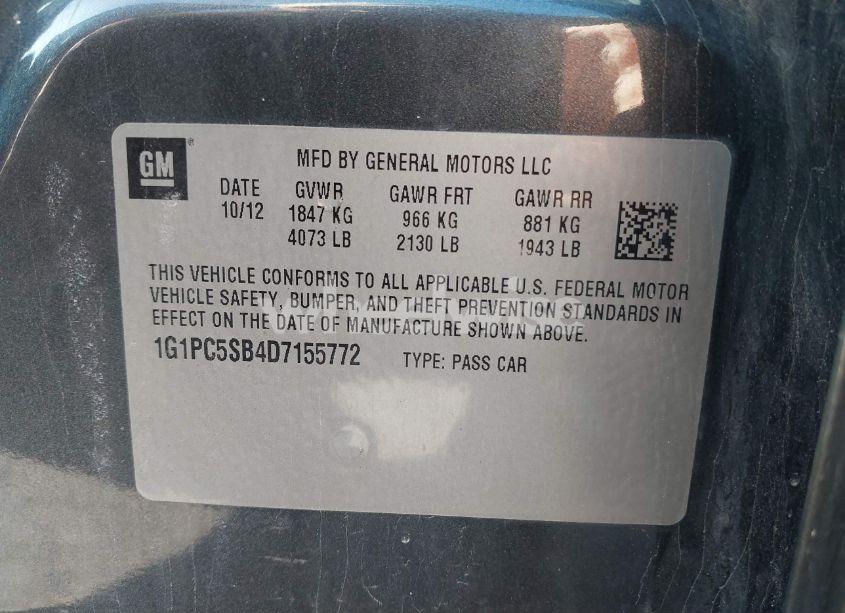 GM
MFD BY GENERAL MOTORS LLC
DATE GVWR GAWR FRT GAWR RR
10/12 1847 KG 966 KG 881 KG
4073 LB 2130 LB 1943 LB
THIS VEHICLE CONFORMS TO ALL APPLICABLE U.S. FEDERAL MOTOR
VEHICLE SAFETY, BUMPER, AND THEFT PREVENTION STANDARDS IN
EFFECT ON THE DATE OF MANUFACTURE SHOWN ABOVE.
1G1PC5SB4D7155772 TYPE: PASS CAR